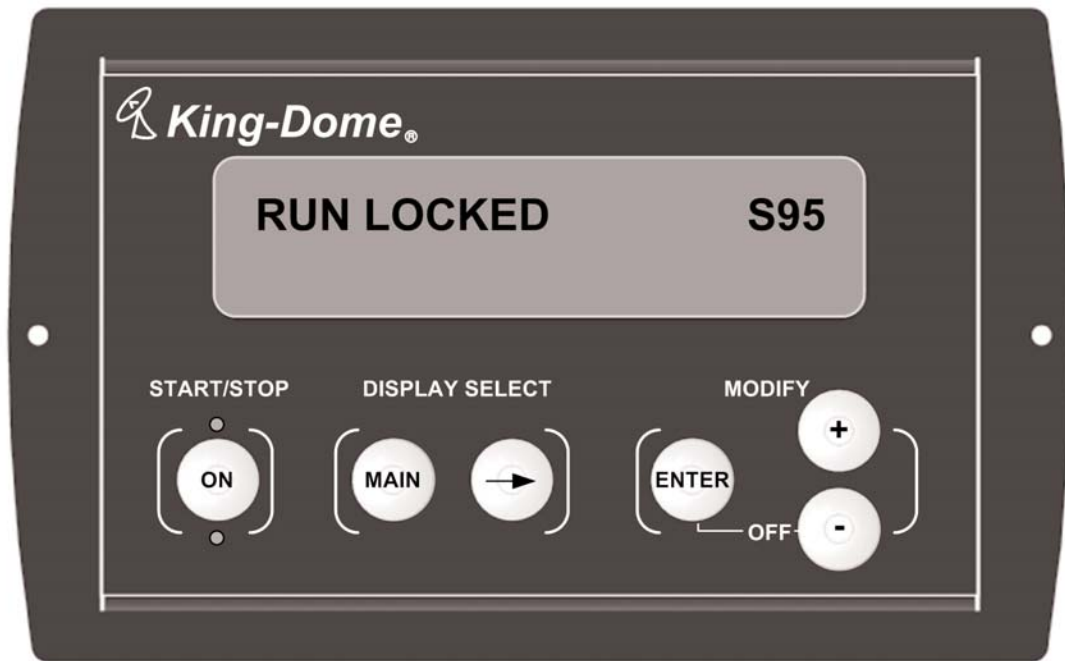 King-Dome®
RUN LOCKED S95
START/STOP DISPLAY SELECT MODIFY
ON MAIN ENTER +
OFF -